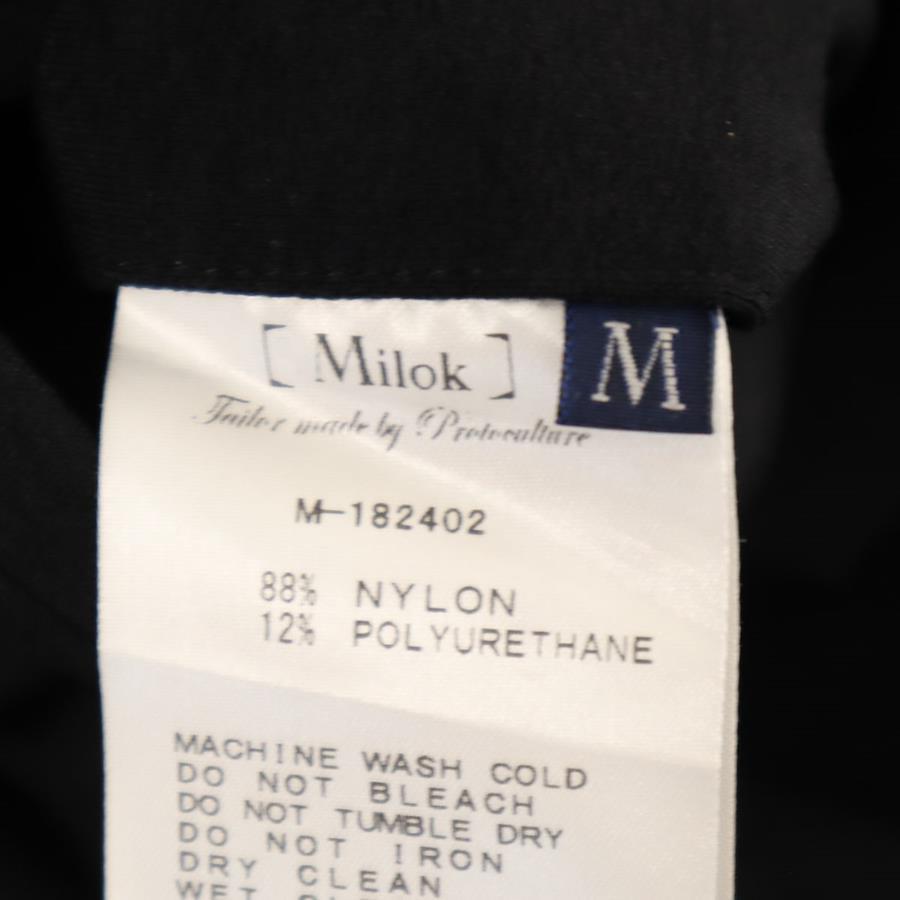 [ Milok ]
M
Tailor made by Protoculture
M-182402
88% NYLON
12% POLYURETHANE
MACHINE WASH COLD
DO NOT BLEACH
DO NOT TUMBLE DRY
DO NOT IRON
DRY CLEAN
WET